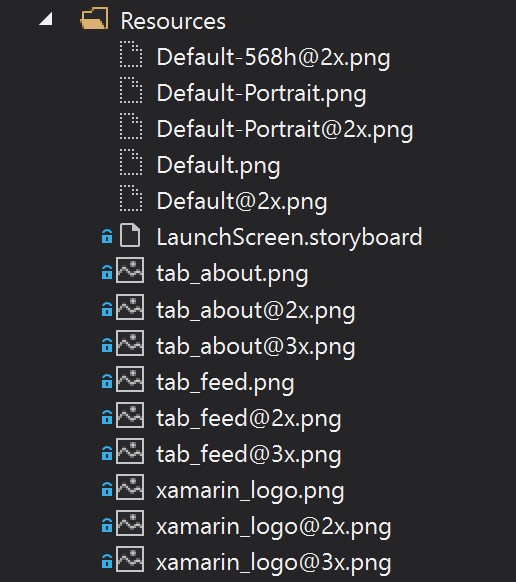 Resources
Default-568h@2x.png
Default-Portrait.png
Default-Portrait@2x.png
Default.png
Default@2x.png
LaunchScreen.storyboard
tab_about.png
tab_about@2x.png
tab_about@3x.png
tab_feed.png
tab_feed@2x.png
tab_feed@3x.png
xamarin_logo.png
xamarin_logo@2x.png
xamarin_logo@3x.png